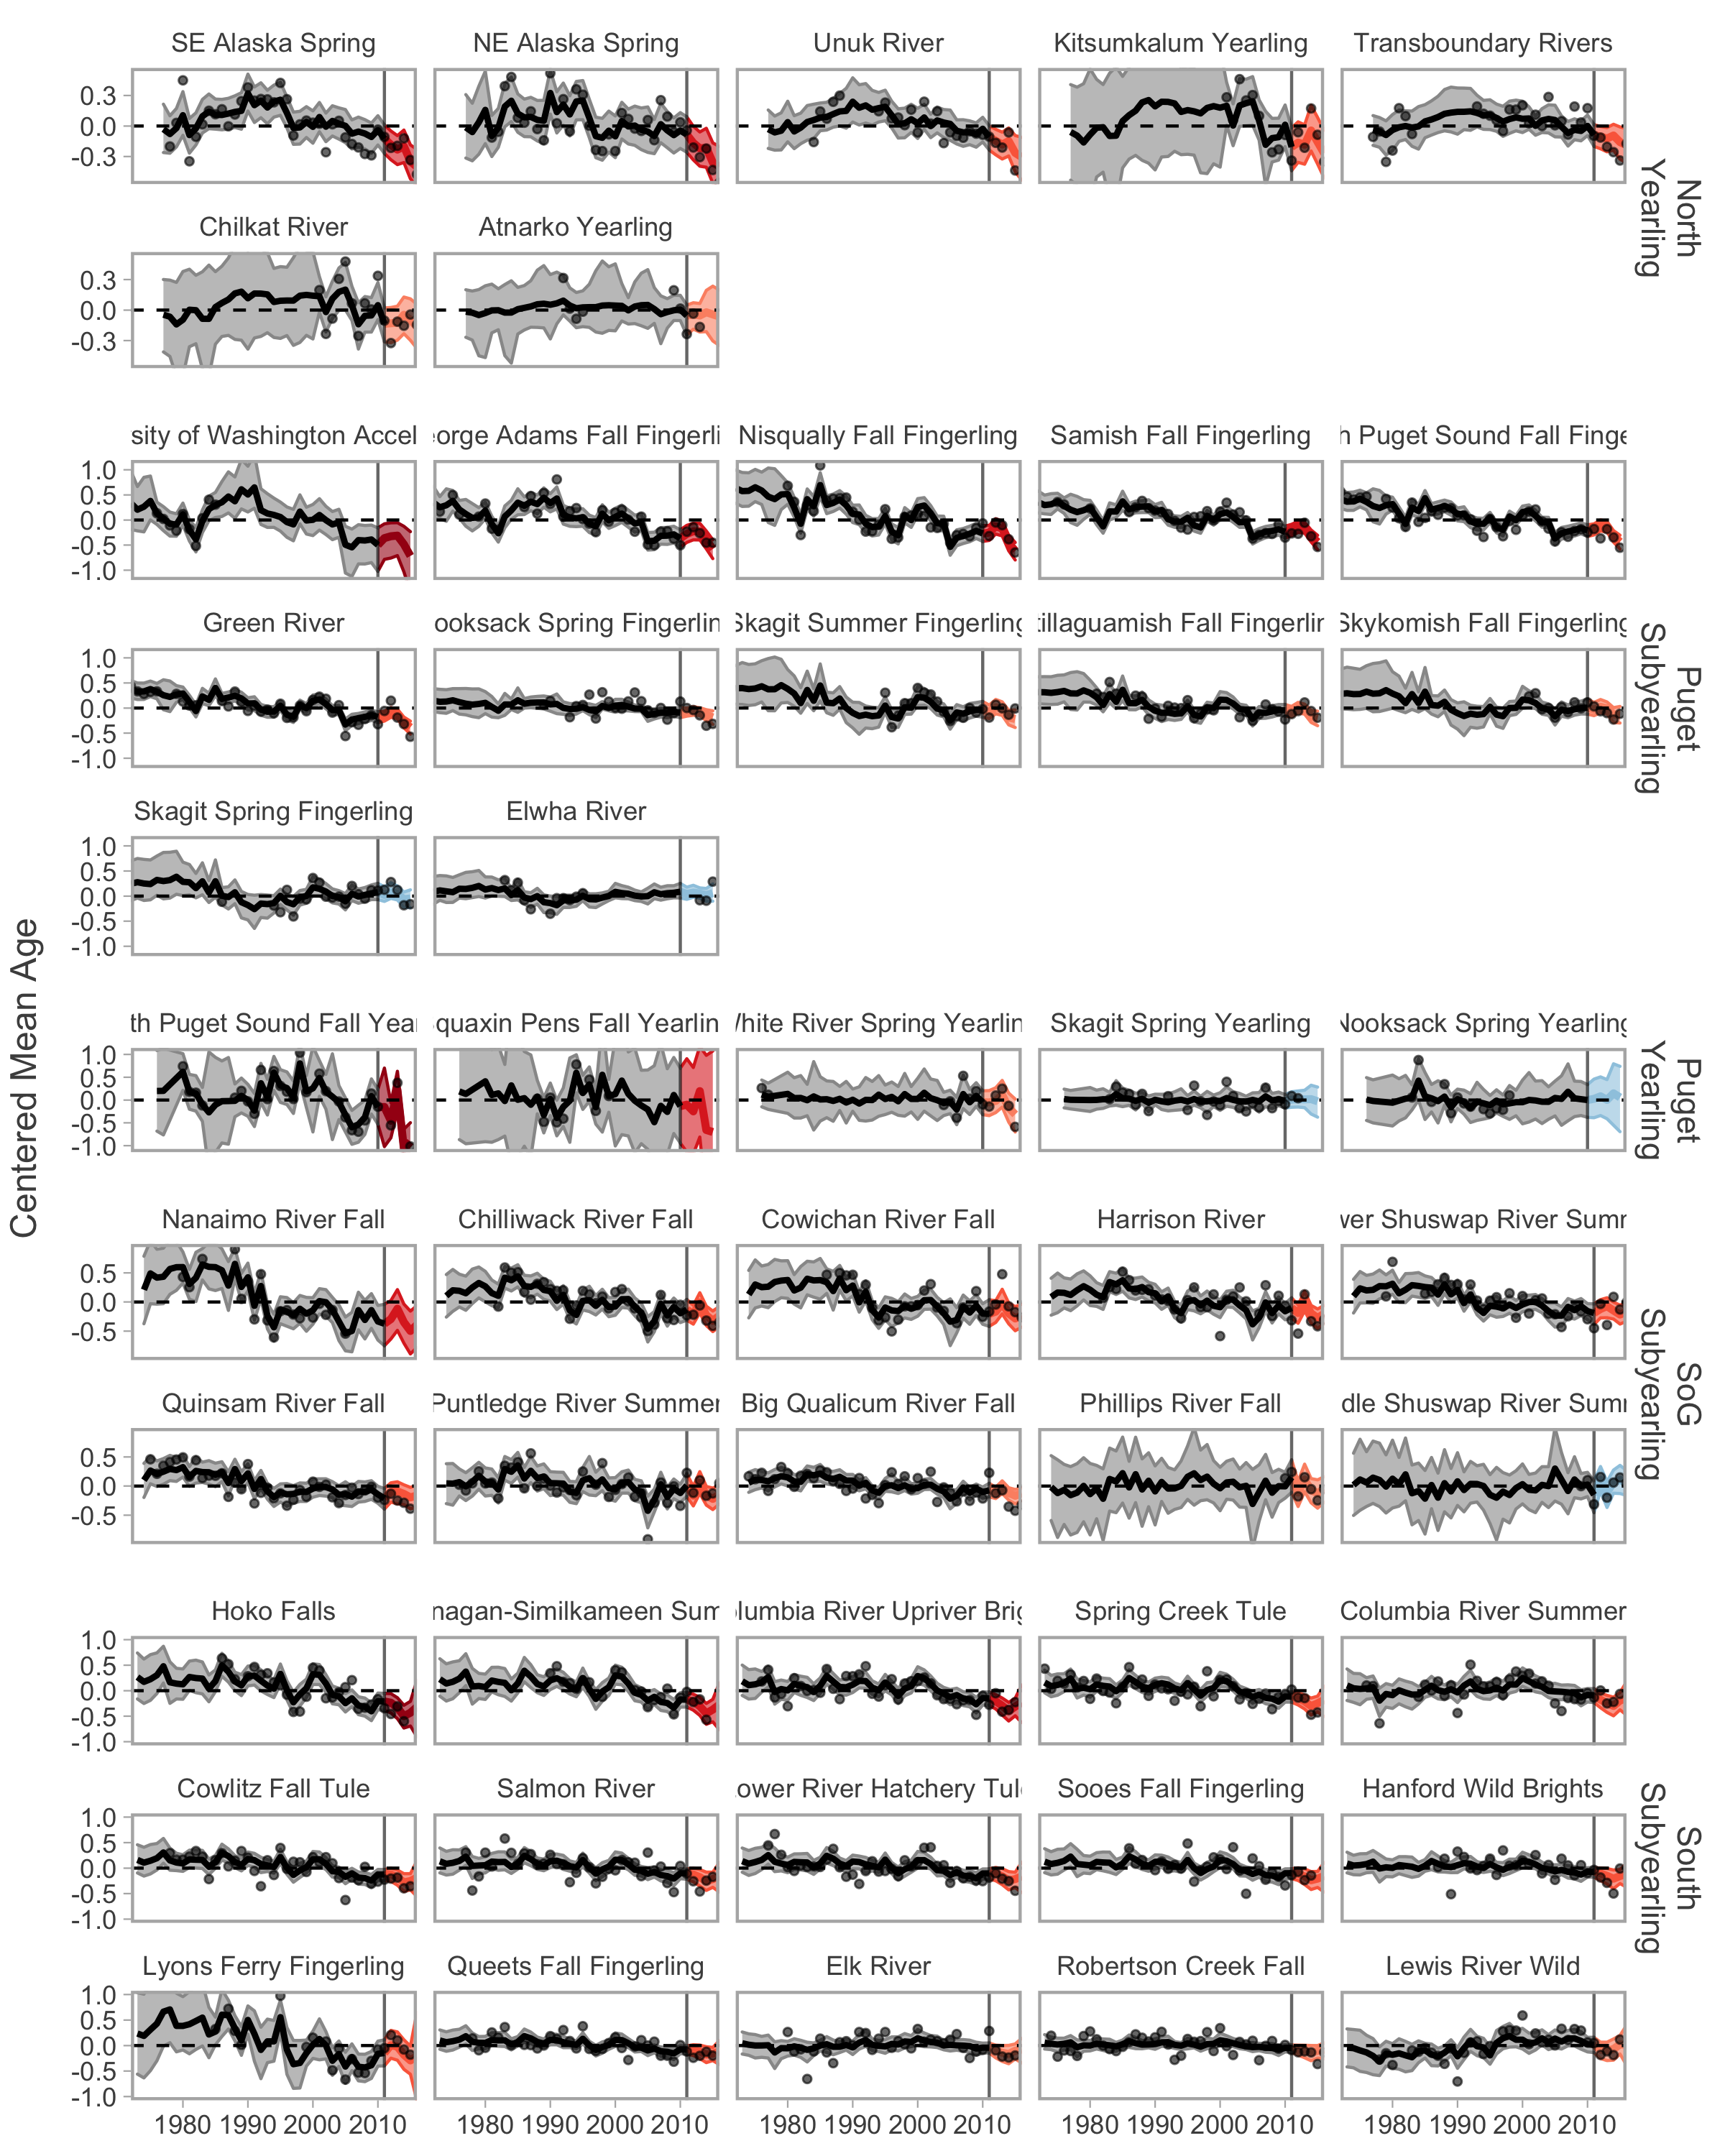 SE Alaska Spring
NE Alaska Spring
Unuk River
Kitsumkalum Yearling
Transboundary Rivers
0.3
0.0
-0.3
North
Yearling
Chilkat River
Atnarko Yearling
0.3
0.0
-0.3
sity of Washington Accel
eorge Adams Fall Fingerli
Nisqually Fall Fingerling
Samish Fall Fingerling
h Puget Sound Fall Finge
1.0
0.5
0.0
-0.5
-1.0
Green River
ooksack Spring Fingerlin
Skagit Summer Fingerling
tillaguamish Fall Fingerlin
Skykomish Fall Fingerling
1.0
0.5
0.0
-0.5
-1.0
Puget
Subyearling
Skagit Spring Fingerling
Elwha River
1.0
0.5
0.0
-0.5
-1.0
Centered Mean Age
th Puget Sound Fall Year
quaxin Pens Fall Yearlin
hite River Spring Yearlin
Skagit Spring Yearling
Nooksack Spring Yearling
1.0
0.5
0.0
-0.5
-1.0
Puget
Yearling
Nanaimo River Fall
Chilliwack River Fall
Cowichan River Fall
Harrison River
wer Shuswap River Sumr
0.5
0.0
-0.5
SoG
Subyearling
Quinsam River Fall
Puntledge River Summer
Big Qualicum River Fall
Phillips River Fall
dle Shuswap River Sumr
0.5
0.0
-0.5
Hoko Falls
nagan-Similkameen Sum
olumbia River Upriver Brig
Spring Creek Tule
Columbia River Summer
1.0
0.5
0.0
-0.5
-1.0
Cowlitz Fall Tule
Salmon River
ower River Hatchery Tule
Sooes Fall Fingerling
Hanford Wild Brights
1.0
0.5
0.0
-0.5
-1.0
South
Subyearling
Lyons Ferry Fingerling
Queets Fall Fingerling
Elk River
Robertson Creek Fall
Lewis River Wild
1.0
0.5
0.0
-0.5
-1.0
1980 1990 2000 2010
1980 1990 2000 2010
1980 1990 2000 2010
1980 1990 2000 2010
1980 1990 2000 2010